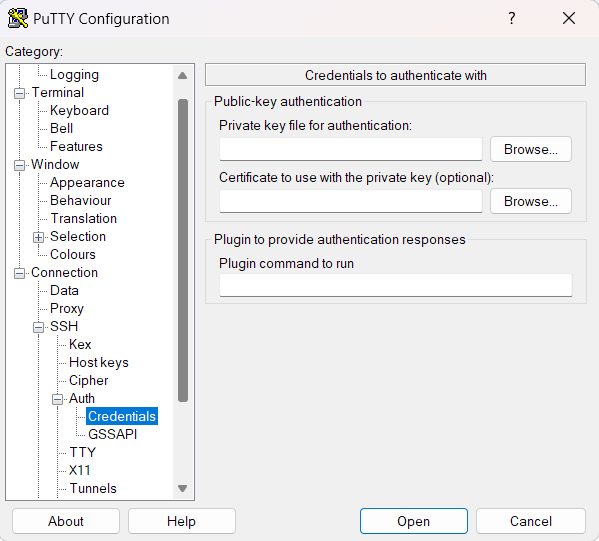 PuTTY Configuration
?
Category:
Logging
Terminal
Keyboard
Bell
Features
Window
Appearance
Behaviour
Translation
Selection
Colours
Connection
Data
Proxy
SSH
Kex
Host keys
Cipher
Auth
Credentials
GSSAPI
TTY
X11
Tunnels
Credentials to authenticate with
Public-key authentication
Private key file for authentication:
Browse...
Certificate to use with the private key (optional):
Browse...
Plugin to provide authentication responses
Plugin command to run
About
Help
Open
Cancel